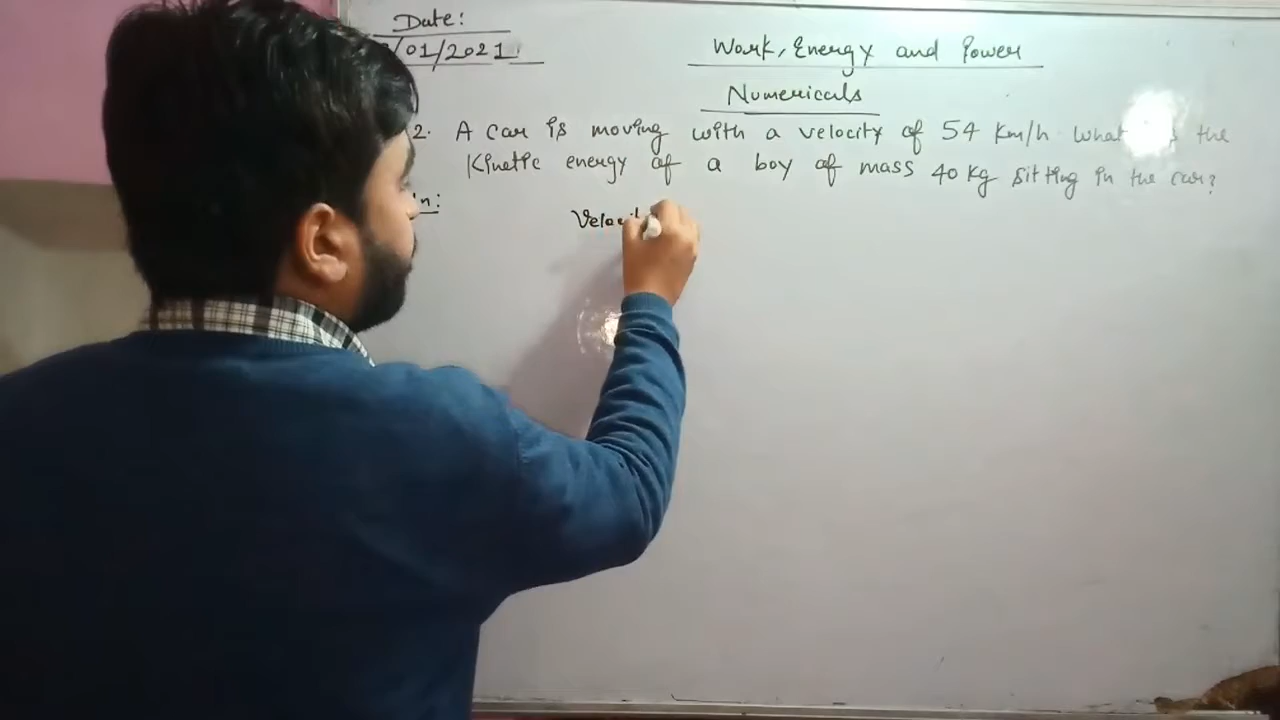 Date:
/01/2021
Work, Energy and Power
Numericals
2. A car is moving with a velocity of 54 Km/h what the
Kinetic energy of a boy of mass 40 kg sitting in the car?
n:
Veloci